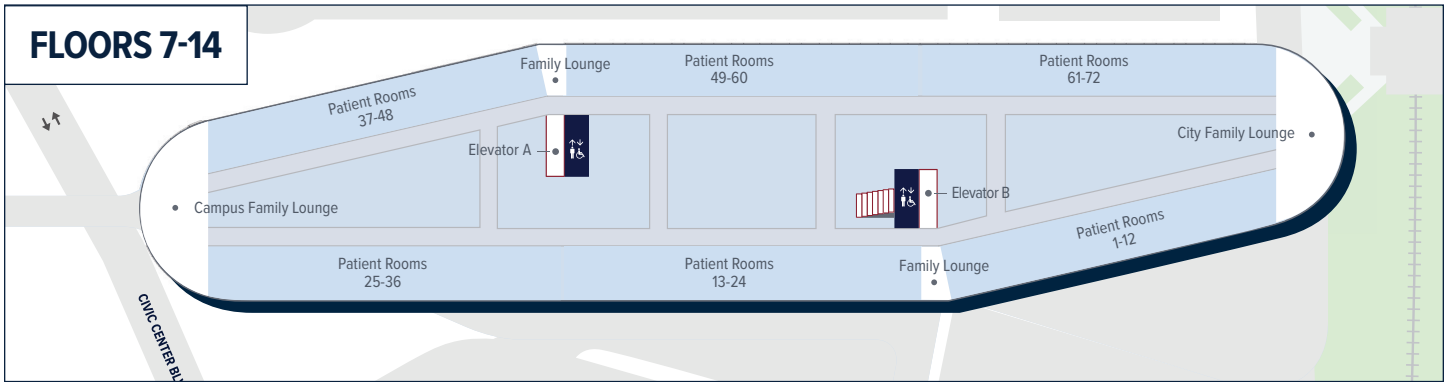 FLOORS 7-14
Family Lounge
Patient Rooms
49-60
Patient Rooms
61-72
Patient Rooms
37-48
City Family Lounge
Elevator A
Elevator B
Campus Family Lounge
Patient Rooms
1-12
Patient Rooms
25-36
Patient Rooms
13-24
Family Lounge
CIVIC CENTER